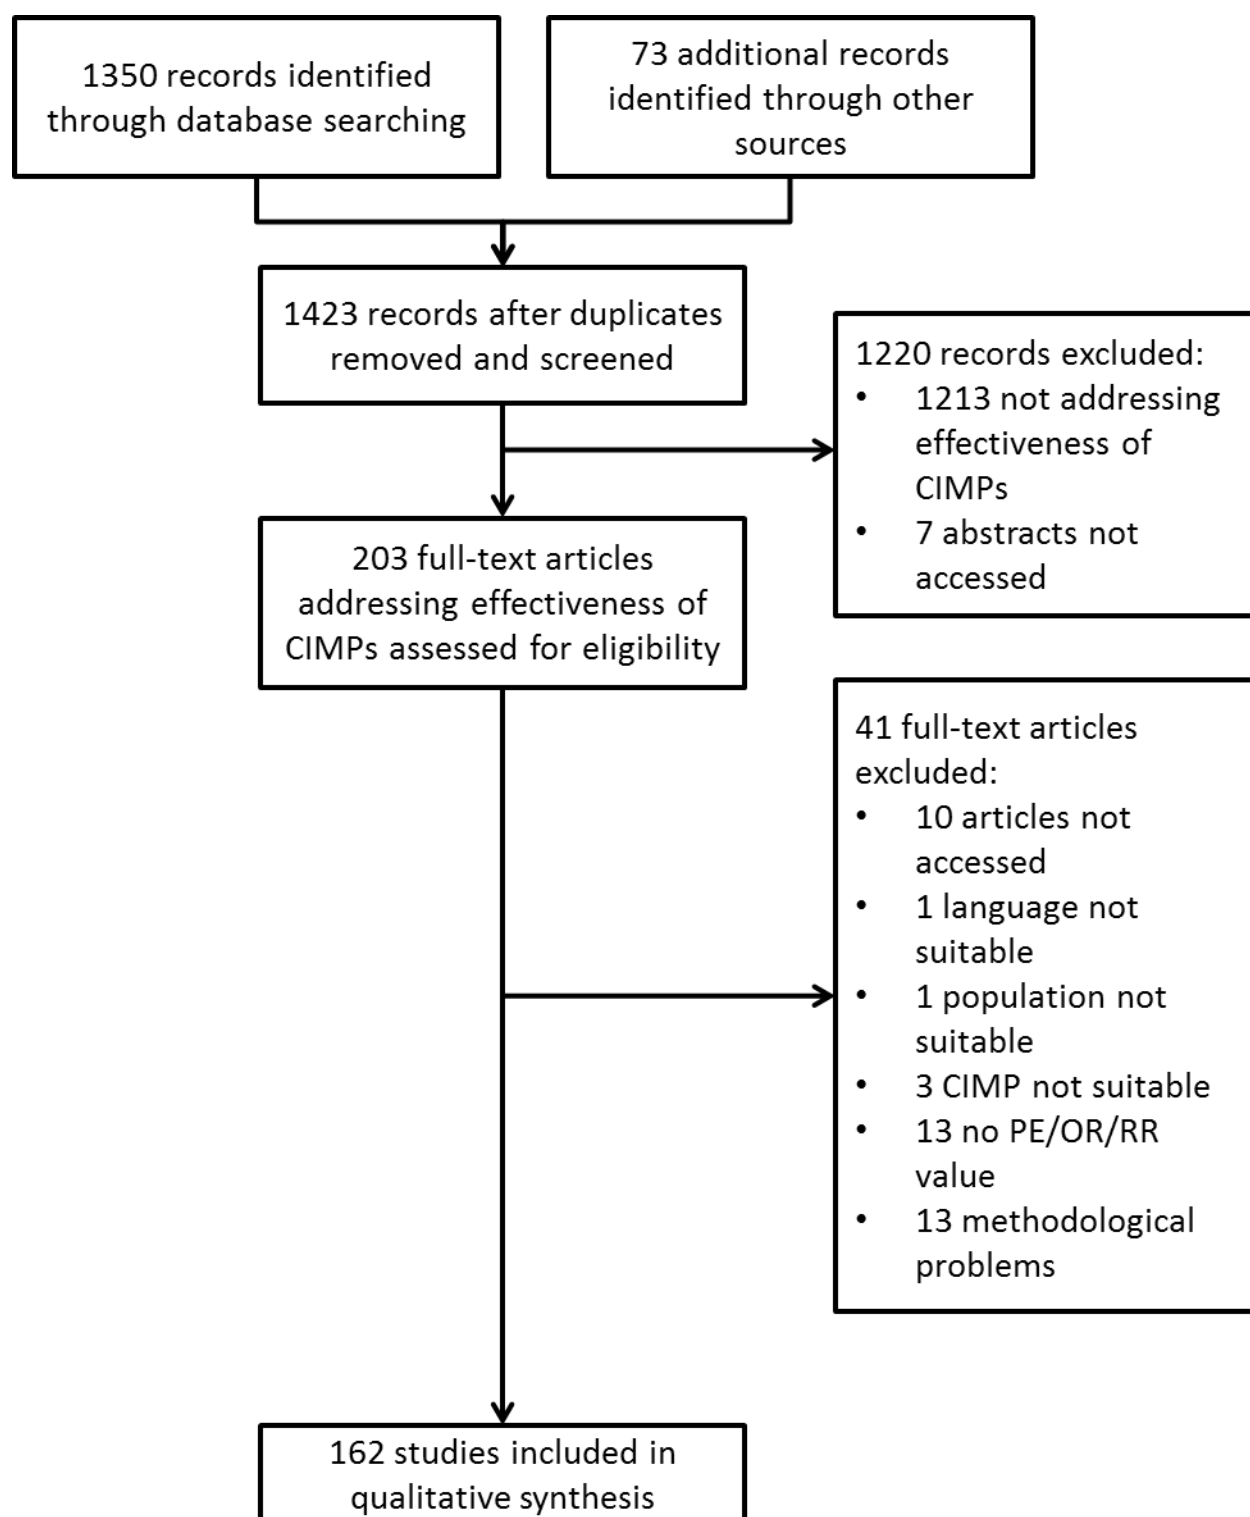 1350 records identified
through database searching
73 additional records
identified through other
sources
1423 records after duplicates
removed and screened
1220 records excluded:
• 1213 not addressing
effectiveness of
CIMPs
• 7 abstracts not
accessed
203 full-text articles
addressing effectiveness of
CIMPs assessed for eligibility
41 full-text articles
excluded:
• 10 articles not
accessed
• 1 language not
suitable
• 1 population not
suitable
• 3 CIMP not suitable
• 13 no PE/OR/RR
value
• 13 methodological
problems
162 studies included in
qualitative synthesis